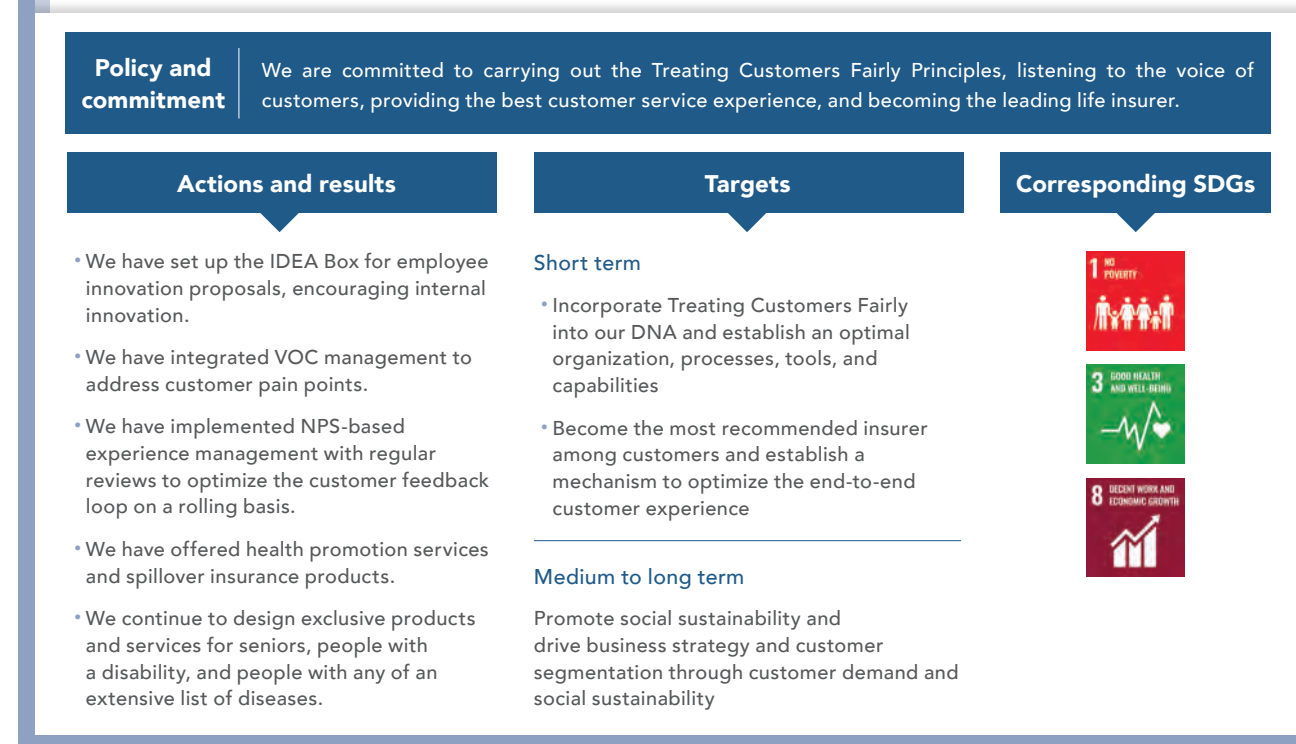 Policy and
commitment
We are committed to carrying out the Treating Customers Fairly Principles, listening to the voice of
customers, providing the best customer service experience, and becoming the leading life insurer.
Actions and results
• We have set up the IDEA Box for employee
innovation proposals, encouraging internal
innovation.
• We have integrated VOC management to
address customer pain points.
• We have implemented NPS-based
experience management with regular
reviews to optimize the customer feedback
loop on a rolling basis.
• We have offered health promotion services
and spillover insurance products.
• We continue to design exclusive products
and services for seniors, people with
a disability, and people with any of an
extensive list of diseases.
Targets
Short term
• Incorporate Treating Customers Fairly
into our DNA and establish an optimal
organization, processes, tools, and
capabilities
• Become the most recommended insurer
among customers and establish a
mechanism to optimize the end-to-end
customer experience
Medium to long term
Promote social sustainability and
drive business strategy and customer
segmentation through customer demand and
social sustainability
Corresponding SDGs
1 NO
POVERTY
3 GOOD HEALTH
AND WELL-BEING
8 DECENT WORK AND
ECONOMIC GROWTH